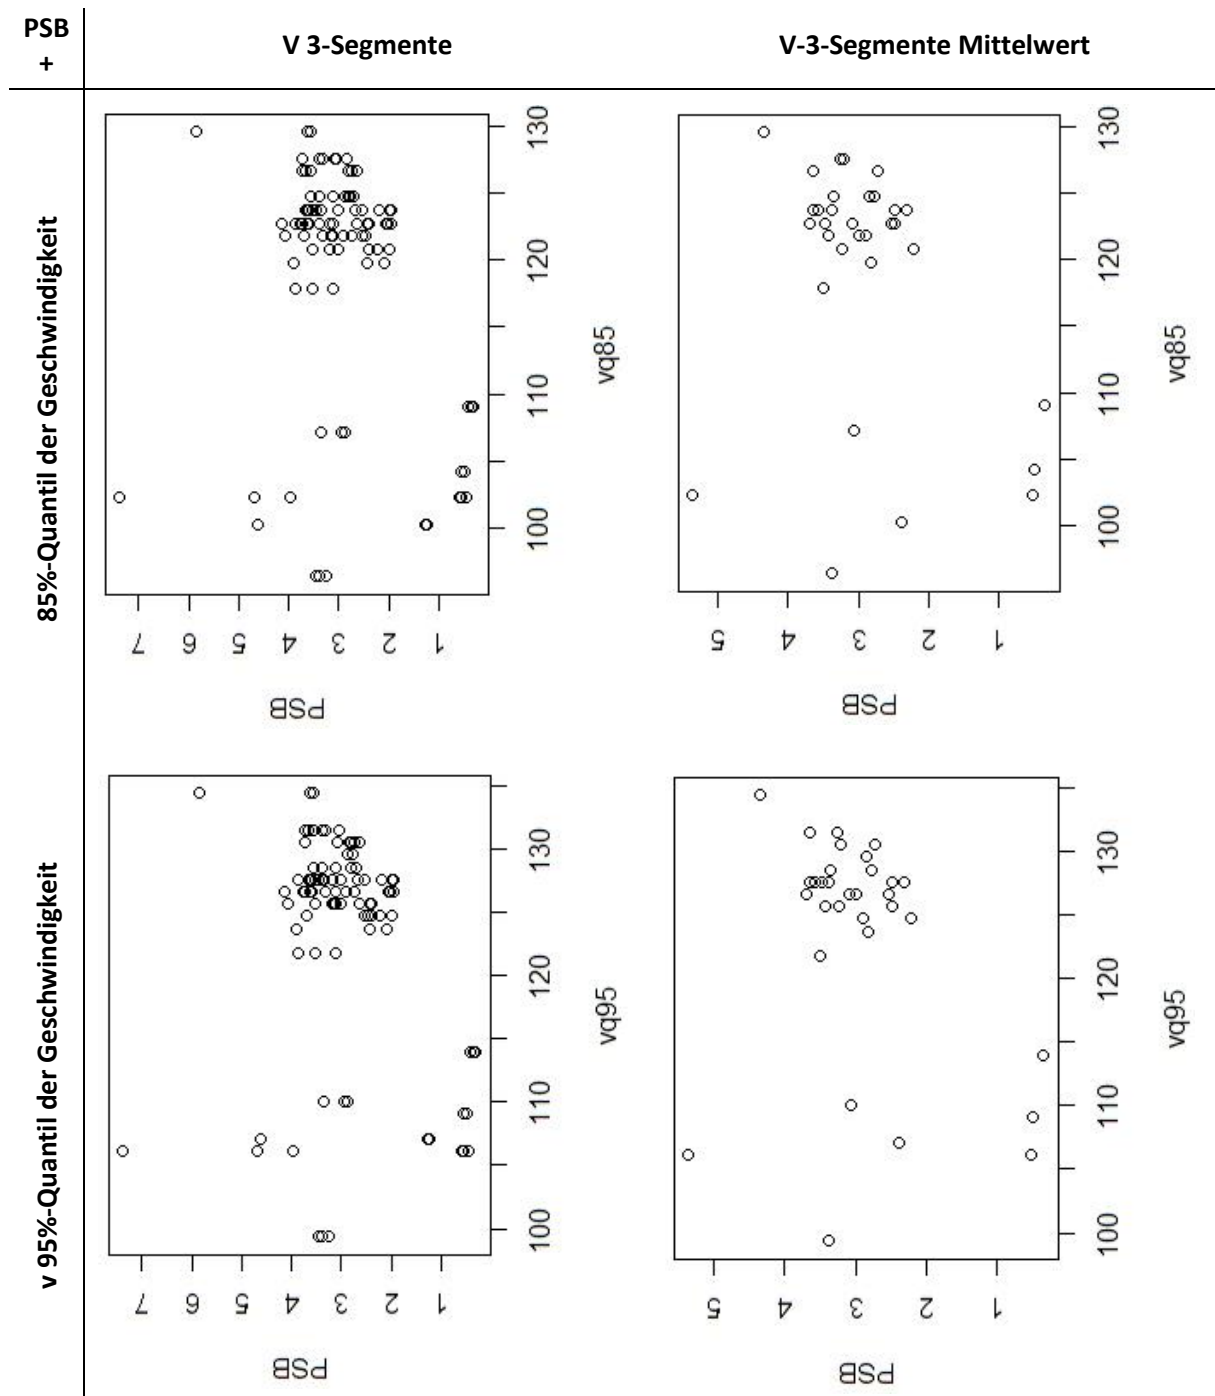 PSB
+
V 3-Segmente
V-3-Segmente Mittelwert
85%-Quantil der Geschwindigkeit
130
120
110
100
vq85
7 6 5 4 3 2 1
PSB
130
120
110
100
vq85
5 4 3 2 1
PSB
v 95%-Quantil der Geschwindigkeit
130
120
110
100
vq95
7 6 5 4 3 2 1
PSB
130
120
110
100
vq95
5 4 3 2 1
PSB